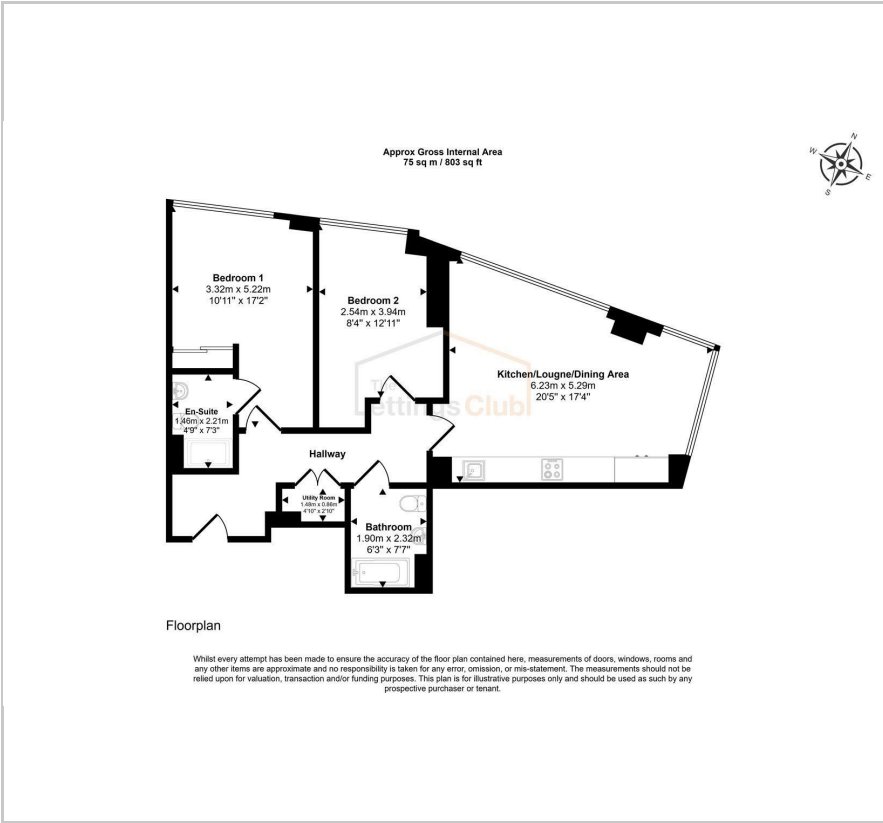 Approx Gross Internal Area
75 sq m / 803 sq ft
N
W
E
S
Bedroom 1
3.32m x 5.22m
10'11" x 17'2"
Bedroom 2
2.54m x 3.94m
8'4" x 12'11"
Kitchen/Lougne/Dining Area
6.23m x 5.29m
20'5" x 17'4"
The
Lettings Club
En-Suite
1.46m x 2.21m
4'9" x 7'3"
Hallway
Utility Room
1.48m x 0.86m
4'10" x 2'10"
Bathroom
1.90m x 2.32m
6'3" x 7'7"
Floorplan
Whilst every attempt has been made to ensure the accuracy of the floor plan contained here, measurements of doors, windows, rooms and
any other items are approximate and no responsibility is taken for any error, omission, or mis-statement. The measurements should not be
relied upon for valuation, transaction and/or funding purposes. This plan is for illustrative purposes only and should be used as such by any
prospective purchaser or tenant.